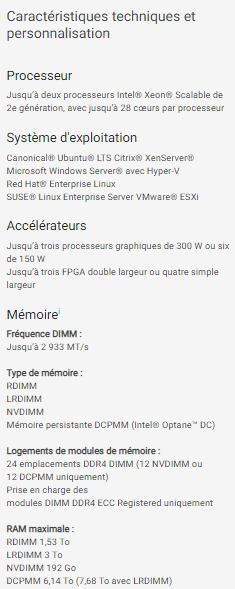 Caractéristiques techniques et
personnalisation
Processeur
Jusqu'à deux processeurs Intel® Xeon® Scalable de
2e génération, avec jusqu'à 28 cœurs par processeur
Système d'exploitation
Canonical® Ubuntu® LTS Citrix® XenServer®
Microsoft Windows Server® avec Hyper-V
Red Hat® Enterprise Linux
SUSE® Linux Enterprise Server VMware® ESXi
Accélérateurs
Jusqu'à trois processeurs graphiques de 300 W ou six
de 150 W
Jusqu'à trois FPGA double largeur ou quatre simple
largeur
Mémoireⁱ
Fréquence DIMM :
Jusqu'à 2 933 MT/s
Type de mémoire :
RDIMM
LRDIMM
NVDIMM
Mémoire persistante DCPMM (Intel® Optane™ DC)
Logements de modules de mémoire :
24 emplacements DDR4 DIMM (12 NVDIMM ou
12 DCPMM uniquement)
Prise en charge des
modules DIMM DDR4 ECC Registered uniquement
RAM maximale :
RDIMM 1,53 To
LRDIMM 3 To
NVDIMM 192 Go
DCPMM 6,14 To (7,68 To avec LRDIMM)